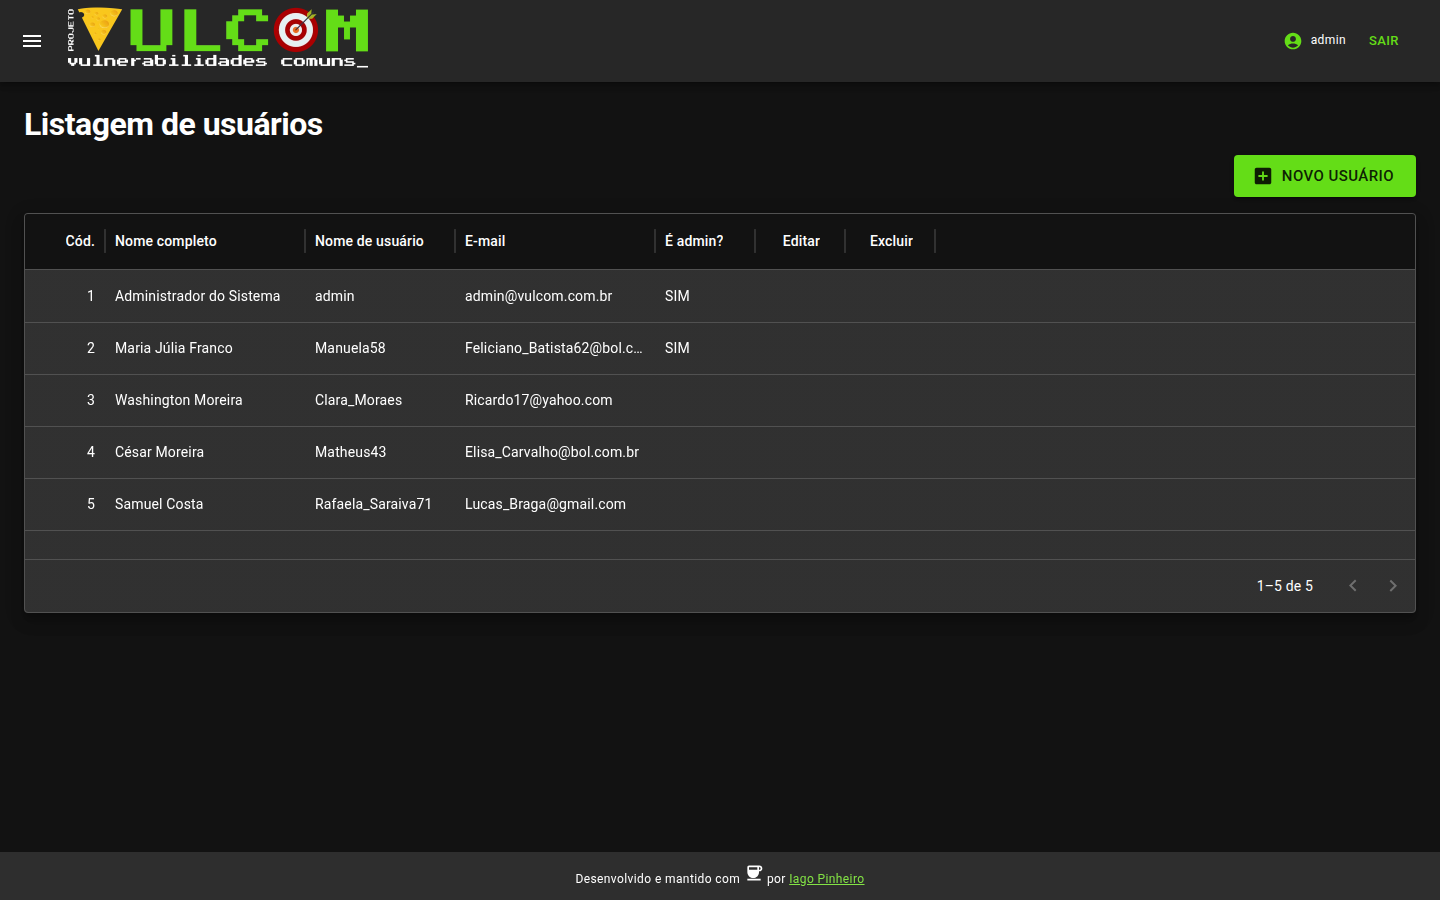 PROJETO
VULCOM
vulnerabilidades comuns_
admin
SAIR
Listagem de usuários
NOVO USUÁRIO
Cód. Nome completo Nome de usuário E-mail É admin? Editar Excluir
1 Administrador do Sistema admin admin@vulcom.com.br SIM
2 Maria Júlia Franco Manuela58 Feliciano_Batista62@bol.c... SIM
3 Washington Moreira Clara_Moraes Ricardo17@yahoo.com
4 César Moreira Matheus43 Elisa_Carvalho@bol.com.br
5 Samuel Costa Rafaela_Saraiva71 Lucas_Braga@gmail.com
1–5 de 5
Desenvolvido e mantido com por Iago Pinheiro